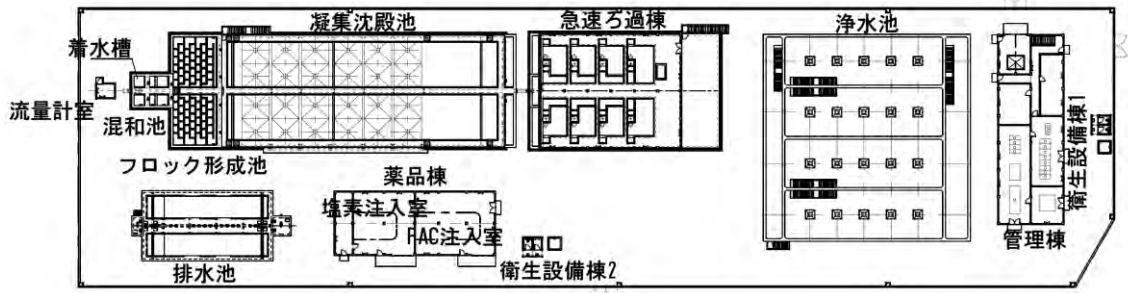 凝集沈殿池
急速ろ過棟
浄水池
着水槽
流量計室
混和池
フロック形成池
薬品棟
塩素注入室
PAC注入室
排水池
衛生設備棟2
管理棟
衛生設備棟1